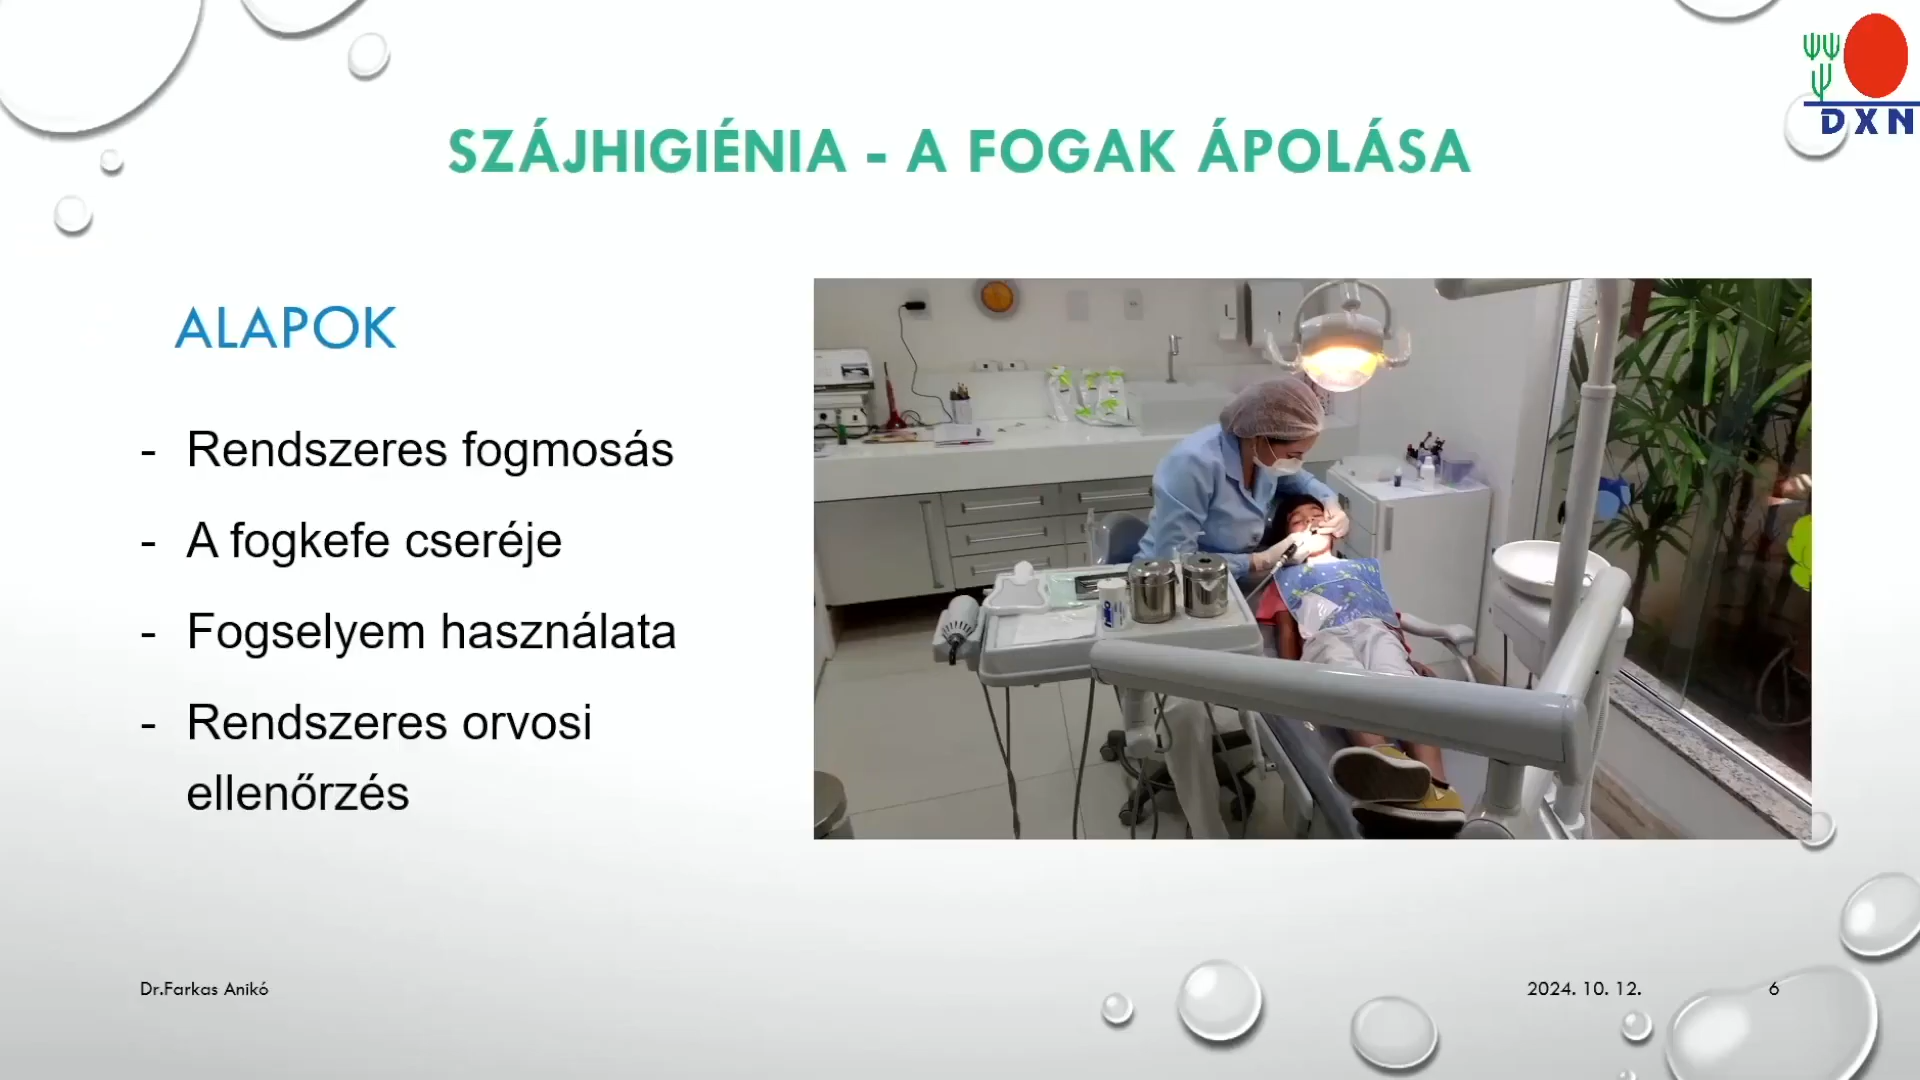 DXN
SZÁJHIGIÉNIA - A FOGAK ÁPOLÁSA
ALAPOK
- Rendszeres fogmosás
- A fogkefe cseréje
- Fogselyem használata
- Rendszeres orvosi
ellenőrzés
Dr.Farkas Anikó
2024. 10. 12.
6